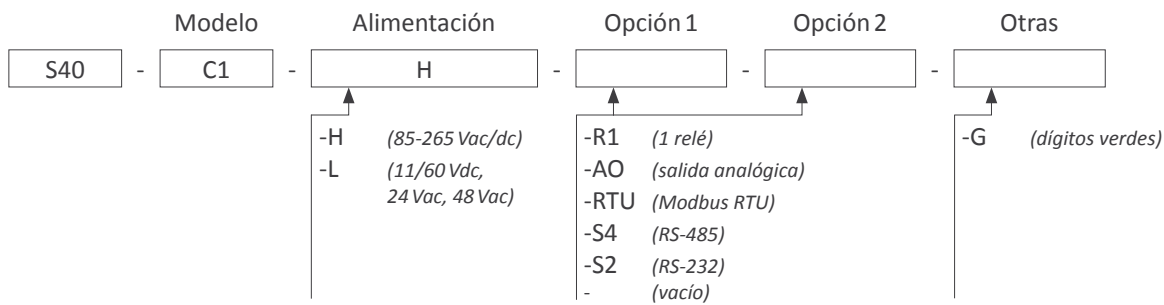 Modelo Alimentación Opción 1 Opción 2 Otras
S40 - C1 - H - - -
-H (85-265 Vac/dc) -R1 (1 relé) -G (dígitos verdes)
-L (11/60 Vdc, -AO (salida analógica)
24 Vac, 48 Vac) -RTU (Modbus RTU)
-S4 (RS-485)
-S2 (RS-232)
- (vacío)